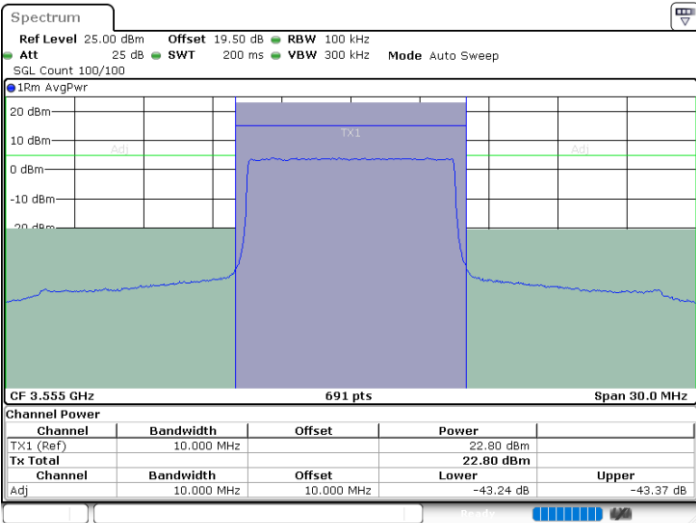 Spectrum
Ref Level 25.00 dBm Offset 19.50 dB RBW 100 kHz
Att 25 dB SWT 200 ms VBW 300 kHz Mode Auto Sweep
SGL Count 100/100
1Rm AvgPwr
20 dBm
TX1
10 dBm
Adj Adj
0 dBm
-10 dBm
-20 dBm
CF 3.555 GHz 691 pts Span 30.0 MHz
Channel Power
Channel Bandwidth Offset Power
TX1 (Ref) 10.000 MHz 22.80 dBm
Tx Total 22.80 dBm
Channel Bandwidth Offset Lower Upper
Adj 10.000 MHz 10.000 MHz -43.24 dB -43.37 dB
Ready